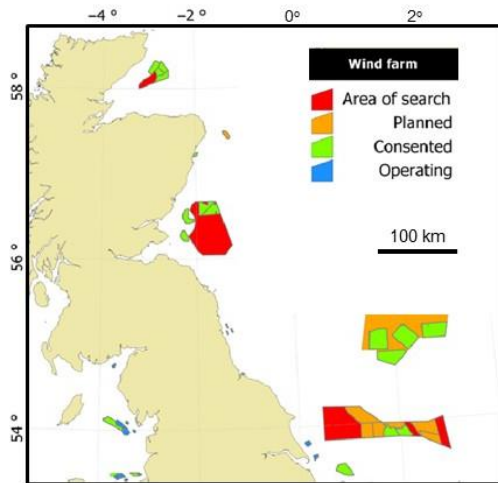 −4° −2° 0° 2°
58°
Wind farm
Area of search
Planned
Consented
Operating
100 km
56°
54°